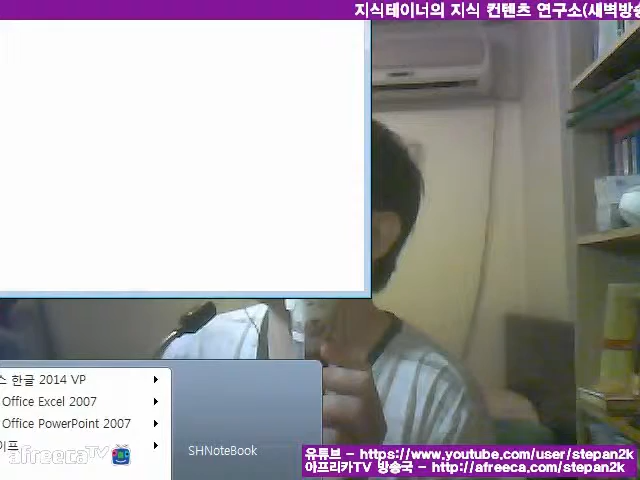 지식테이너의 지식 컨텐츠 연구소(새벽방송
스 한글 2014 VP
Office Excel 2007
Office PowerPoint 2007
이프
afreecaTV
SHNoteBook
유튜브 - https://www.youtube.com/user/stepan2k
아프리카TV 방송국 - http://afreeca.com/stepan2k